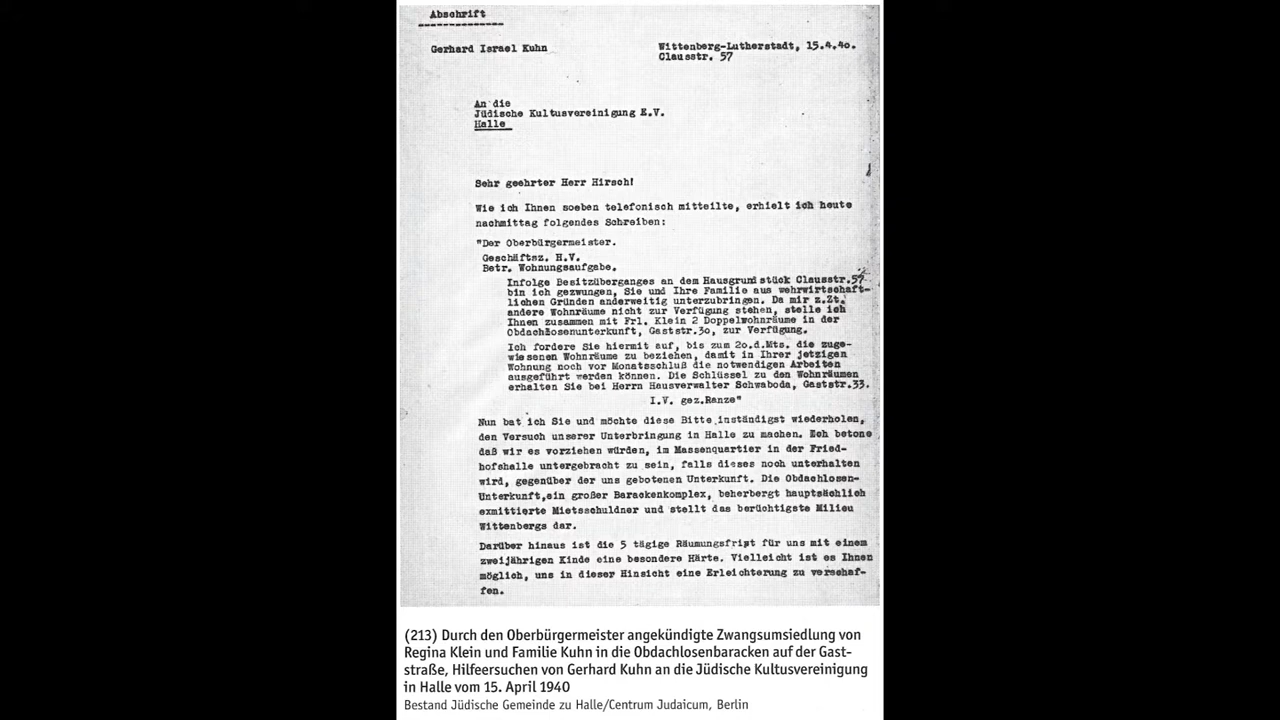 Abschrift
Gerhard Israel Kuhn
Wittenberg-Lutherstadt, 15.4.40.
Clausstr. 57
An die
Jüdische Kultusvereinigung E.V.
Halle
Sehr geehrter Herr Hirsch!
Wie ich Ihnen soeben telefonisch mitteilte, erhielt ich heute
nachmittag folgendes Schreiben:
"Der Oberbürgermeister.
Geschäftsz. H.V.
Betr. Wohnungsaufgabe.
Infolge Besitzüberganges an dem Hausgrundstück Clausstr.57
bin ich gezwungen, Sie und Ihre Familie aus wehrwirtschaft-
lichen Gründen anderweitig unterzubringen. Da mir z.Zt.
andere Wohnräume nicht zur Verfügung stehen, stelle ich
Ihnen zusammen mit Frl. Klein 2 Doppelwohnräume in der
Obdachlosenunterkunft, Gaststr.30, zur Verfügung.
Ich fordere Sie hiermit auf, bis zum 20.d.Mts. die zuge-
wiesenen Wohnräume zu beziehen, damit in Ihrer jetzigen
Wohnung noch vor Monatsschluß die notwendigen Arbeiten
ausgeführt werden können. Die Schlüssel zu den Wohnräumen
erhalten Sie bei Herrn Hausverwalter Schwaboda, Gaststr.33.
I.V. gez.Ranze"
Nun bat ich Sie und möchte diese Bitte inständigst wiederholen,
den Versuch unserer Unterbringung in Halle zu machen. Ech betone
daß wir es vorziehen würden, im Massenquartier in der Fried-
hofshalle untergebracht zu sein, falls dieses noch unterhalten
wird, gegenüber der uns gebotenen Unterkunft. Die Obdachlosen-
Unterkunft,ein großer Barackenkomplex, beherbergt hauptsächlich
exmittierte Mietsschuldner und stellt das berüchtigste Milieu
Wittenbergs dar.
Darüber hinaus ist die 5 tägige Räumungsfrist für uns mit einem
zweijährigen Kinde eine besondere Härte. Vielleicht ist es Ihnen
möglich, uns in dieser Hinsicht eine Erleichterung zu verschaf-
fen.
(213) Durch den Oberbürgermeister angekündigte Zwangsumsiedlung von
Regina Klein und Familie Kuhn in die Obdachlosenbaracken auf der Gast-
straße, Hilfeersuchen von Gerhard Kuhn an die Jüdische Kultusvereinigung
in Halle vom 15. April 1940
Bestand Jüdische Gemeinde zu Halle/Centrum Judaicum, Berlin